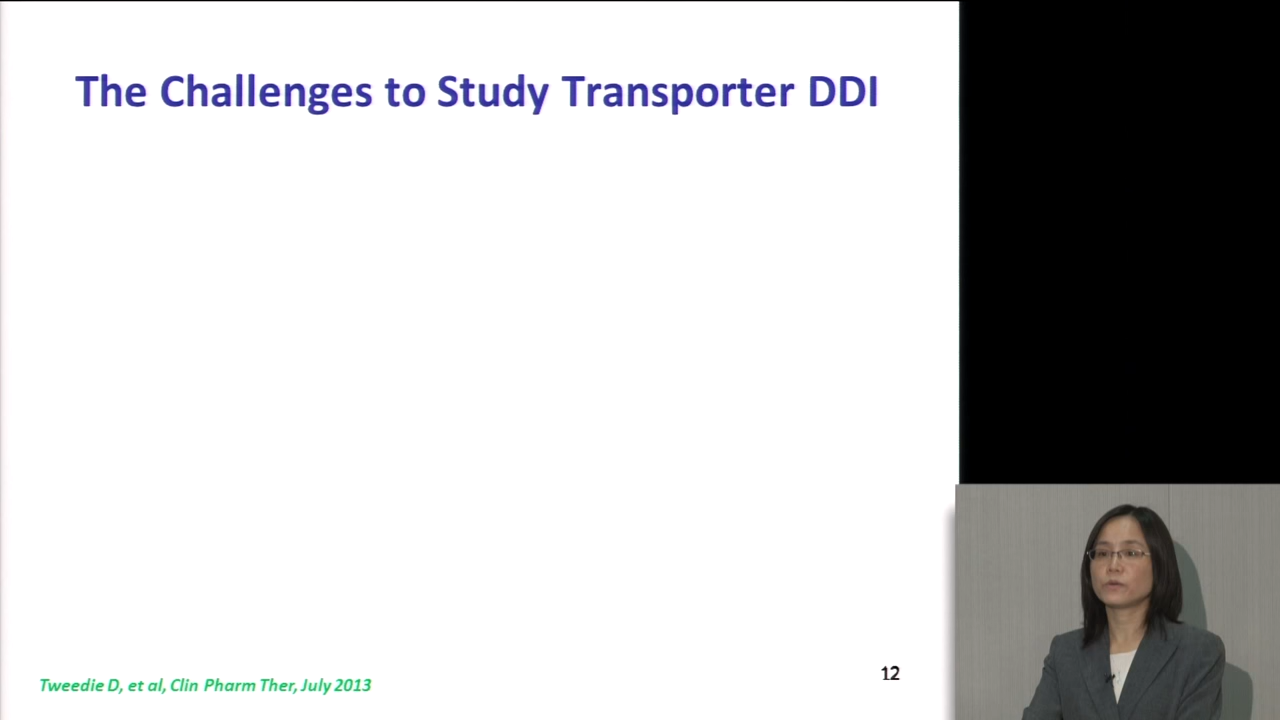 The Challenges to Study Transporter DDI
Tweedie D, et al, Clin Pharm Ther, July 2013
12